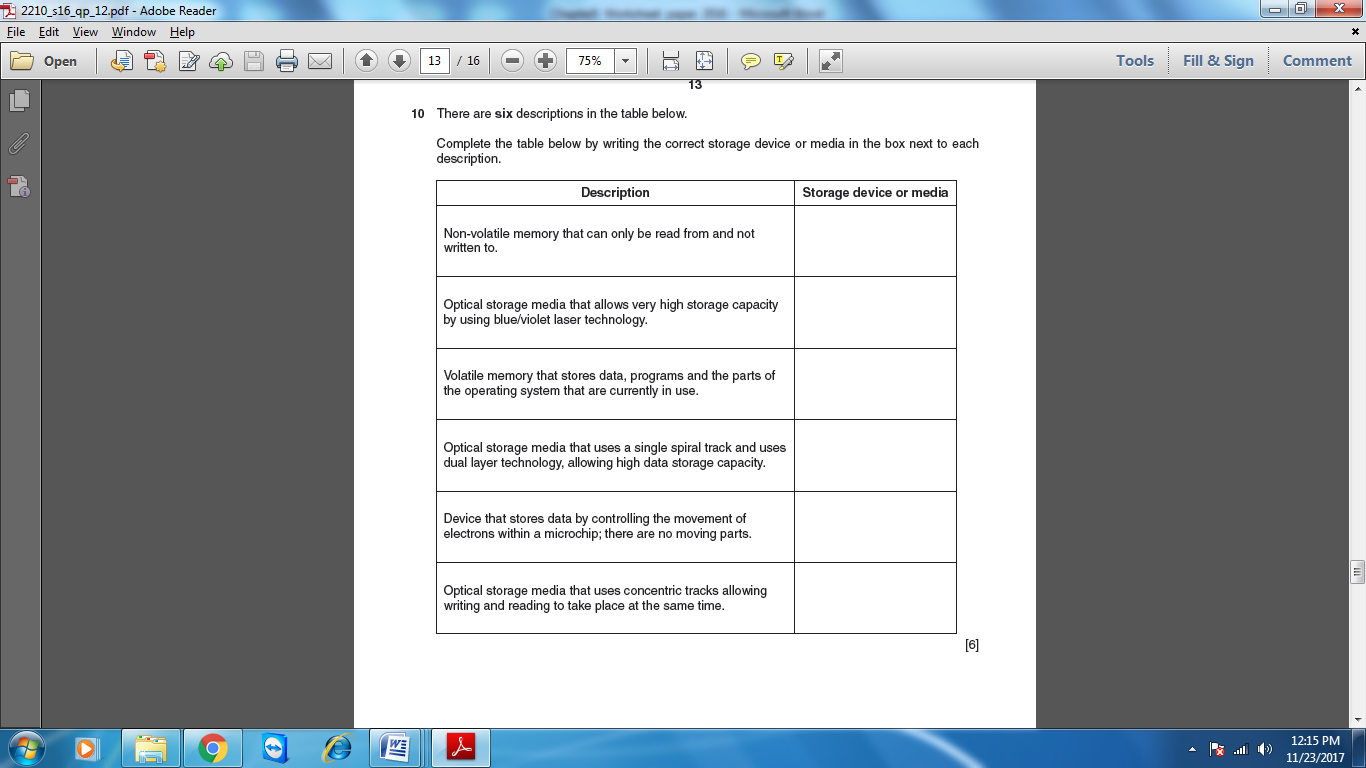 2210_s16_qp_12.pdf - Adobe Reader
File Edit View Window Help
Open 13 / 16 75% Tools Fill & Sign Comment
13
10 There are six descriptions in the table below.
Complete the table below by writing the correct storage device or media in the box next to each
description.
Description Storage device or media
Non-volatile memory that can only be read from and not
written to.
Optical storage media that allows very high storage capacity
by using blue/violet laser technology.
Volatile memory that stores data, programs and the parts of
the operating system that are currently in use.
Optical storage media that uses a single spiral track and uses
dual layer technology, allowing high data storage capacity.
Device that stores data by controlling the movement of
electrons within a microchip; there are no moving parts.
Optical storage media that uses concentric tracks allowing
writing and reading to take place at the same time.
[6]
12:15 PM
11/23/2017